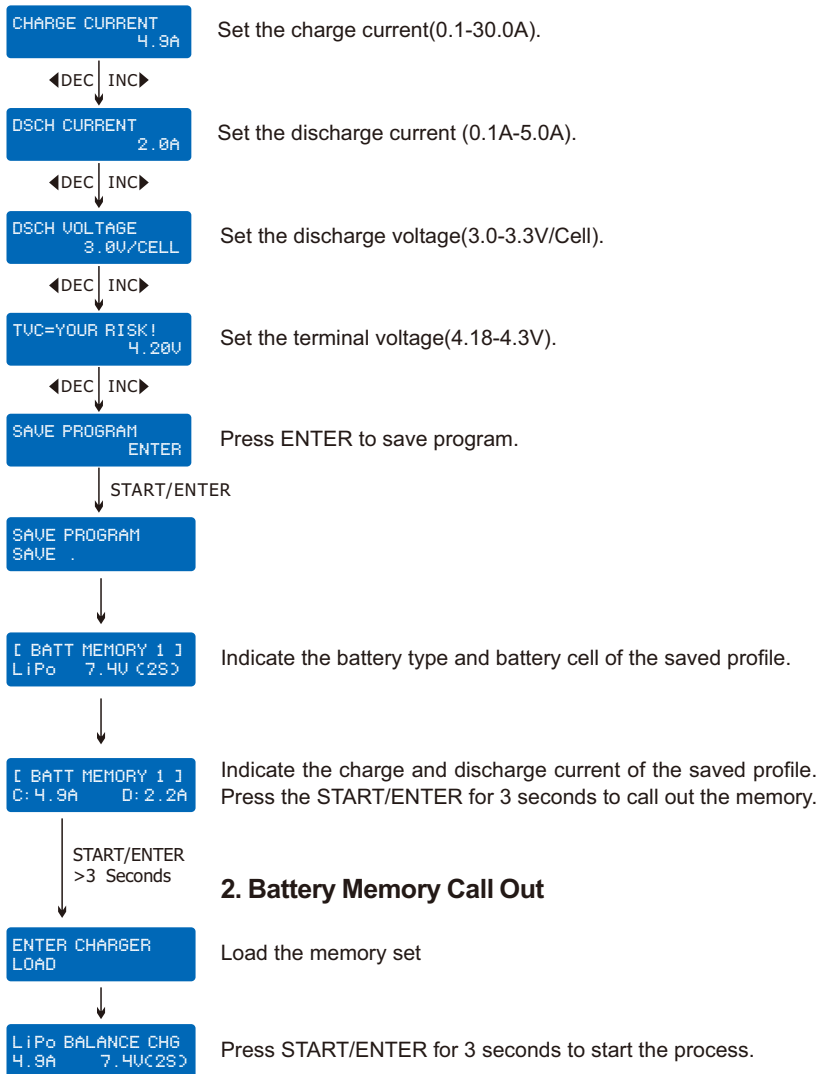 CHARGE CURRENT
4.9A
Set the charge current(0.1-30.0A).
◀DEC INC▶
DSCH CURRENT
2.0A
Set the discharge current (0.1A-5.0A).
◀DEC INC▶
DSCH VOLTAGE
3.0V/CELL
Set the discharge voltage(3.0-3.3V/Cell).
◀DEC INC▶
TVC=YOUR RISK!
4.20V
Set the terminal voltage(4.18-4.3V).
◀DEC INC▶
SAVE PROGRAM
ENTER
Press ENTER to save program.
START/ENTER
SAVE PROGRAM
SAVE .
[ BATT MEMORY 1 ]
LiPo 7.4V (2S)
Indicate the battery type and battery cell of the saved profile.
[ BATT MEMORY 1 ]
C:4.9A D:2.2A
Indicate the charge and discharge current of the saved profile.
Press the START/ENTER for 3 seconds to call out the memory.
START/ENTER
>3 Seconds
2. Battery Memory Call Out
ENTER CHARGER
LOAD
Load the memory set
LiPo BALANCE CHG
4.9A 7.4V(2S)
Press START/ENTER for 3 seconds to start the process.